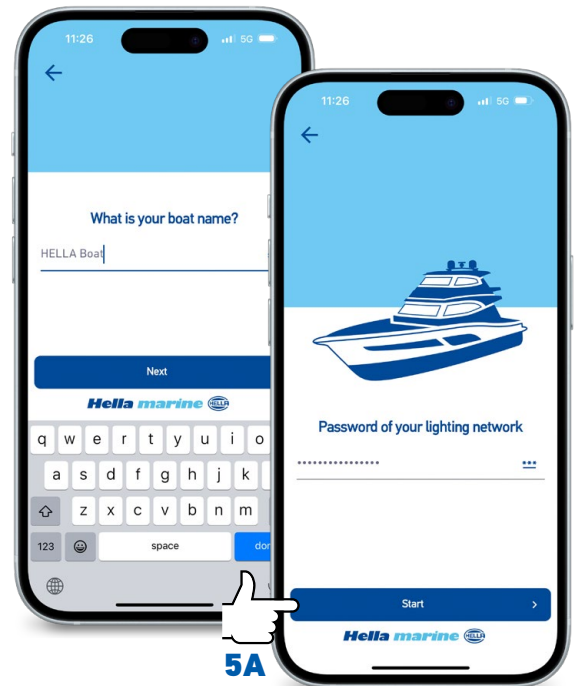 11:26 5G
What is your boat name?
HELLA Boat
Next
Hella marine HELLA
q w e r t y u i o
a s d f g h j k
z x c v b n m
123 space
11:26 5G
Password of your lighting network
Start
Hella marine HELLA
5A